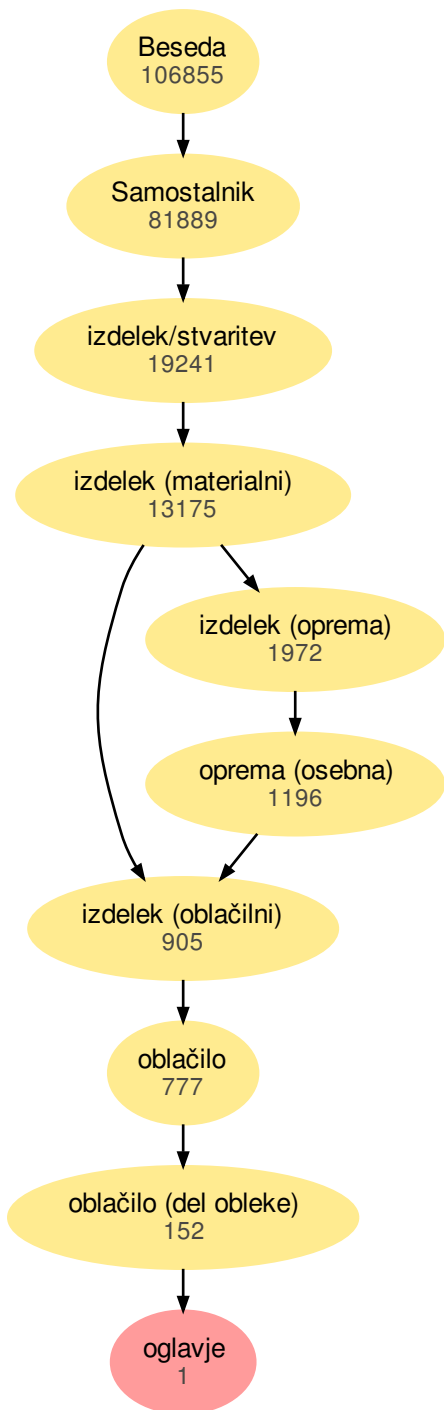 Beseda
106855
Samostalnik
81889
izdelek/stvaritev
19241
izdelek (materialni)
13175
izdelek (oprema)
1972
oprema (osebna)
1196
izdelek (oblačilni)
905
oblačilo
777
oblačilo (del obleke)
152
oglavje
1